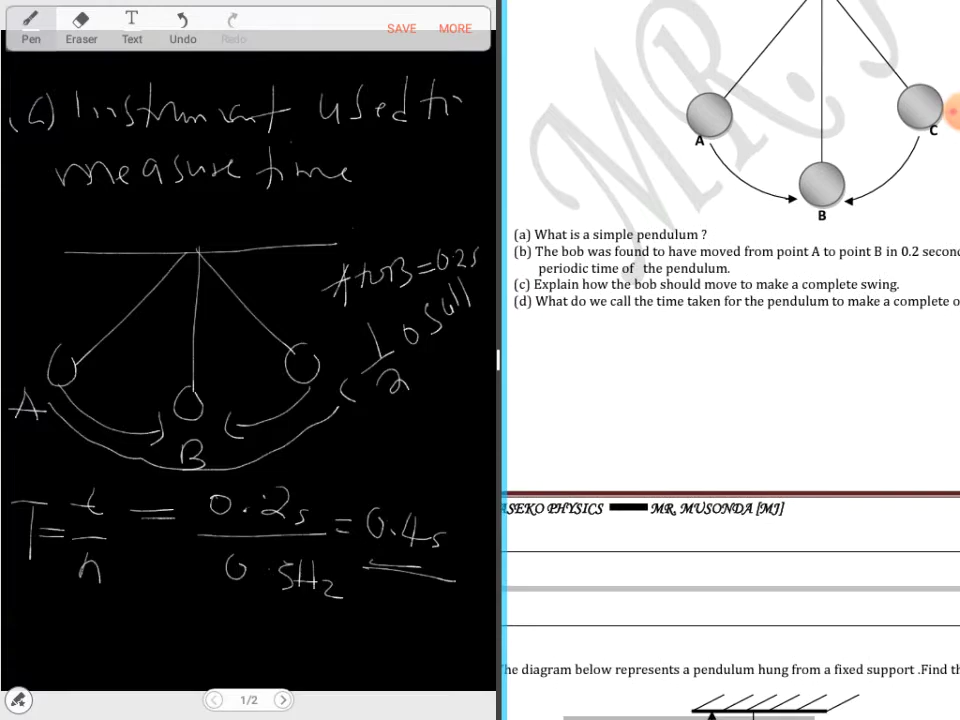 Pen
Eraser
Text
Undo
Redo
SAVE
MORE
(a) Instrument used to
measure time
A to B = 0.2s
1/2 oscill
A
B
C
T = t/n = 0.2s/0.5Hz = 0.4s
1/2
MR.
A
B
C
(a) What is a simple pendulum ?
(b) The bob was found to have moved from point A to point B in 0.2 secon
periodic time of the pendulum.
(c) Explain how the bob should move to make a complete swing.
(d) What do we call the time taken for the pendulum to make a complete o
ASEKO PHYSICS MR. MUSONDA [MJ]
he diagram below represents a pendulum hung from a fixed support .Find th